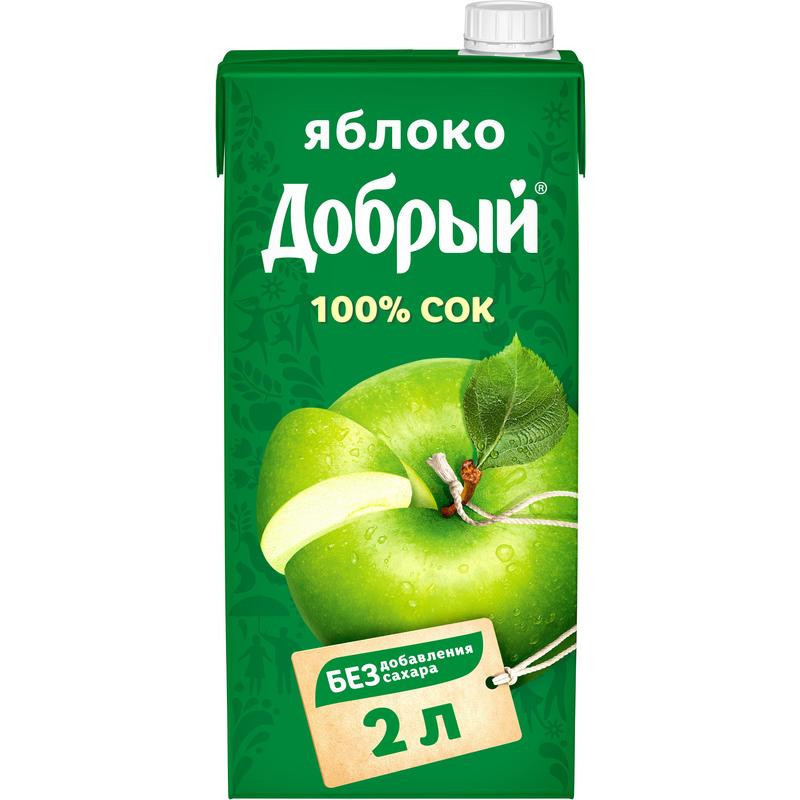 яблоко
Добрый®
100% СОК
БЕЗ добавления
сахара
2 л